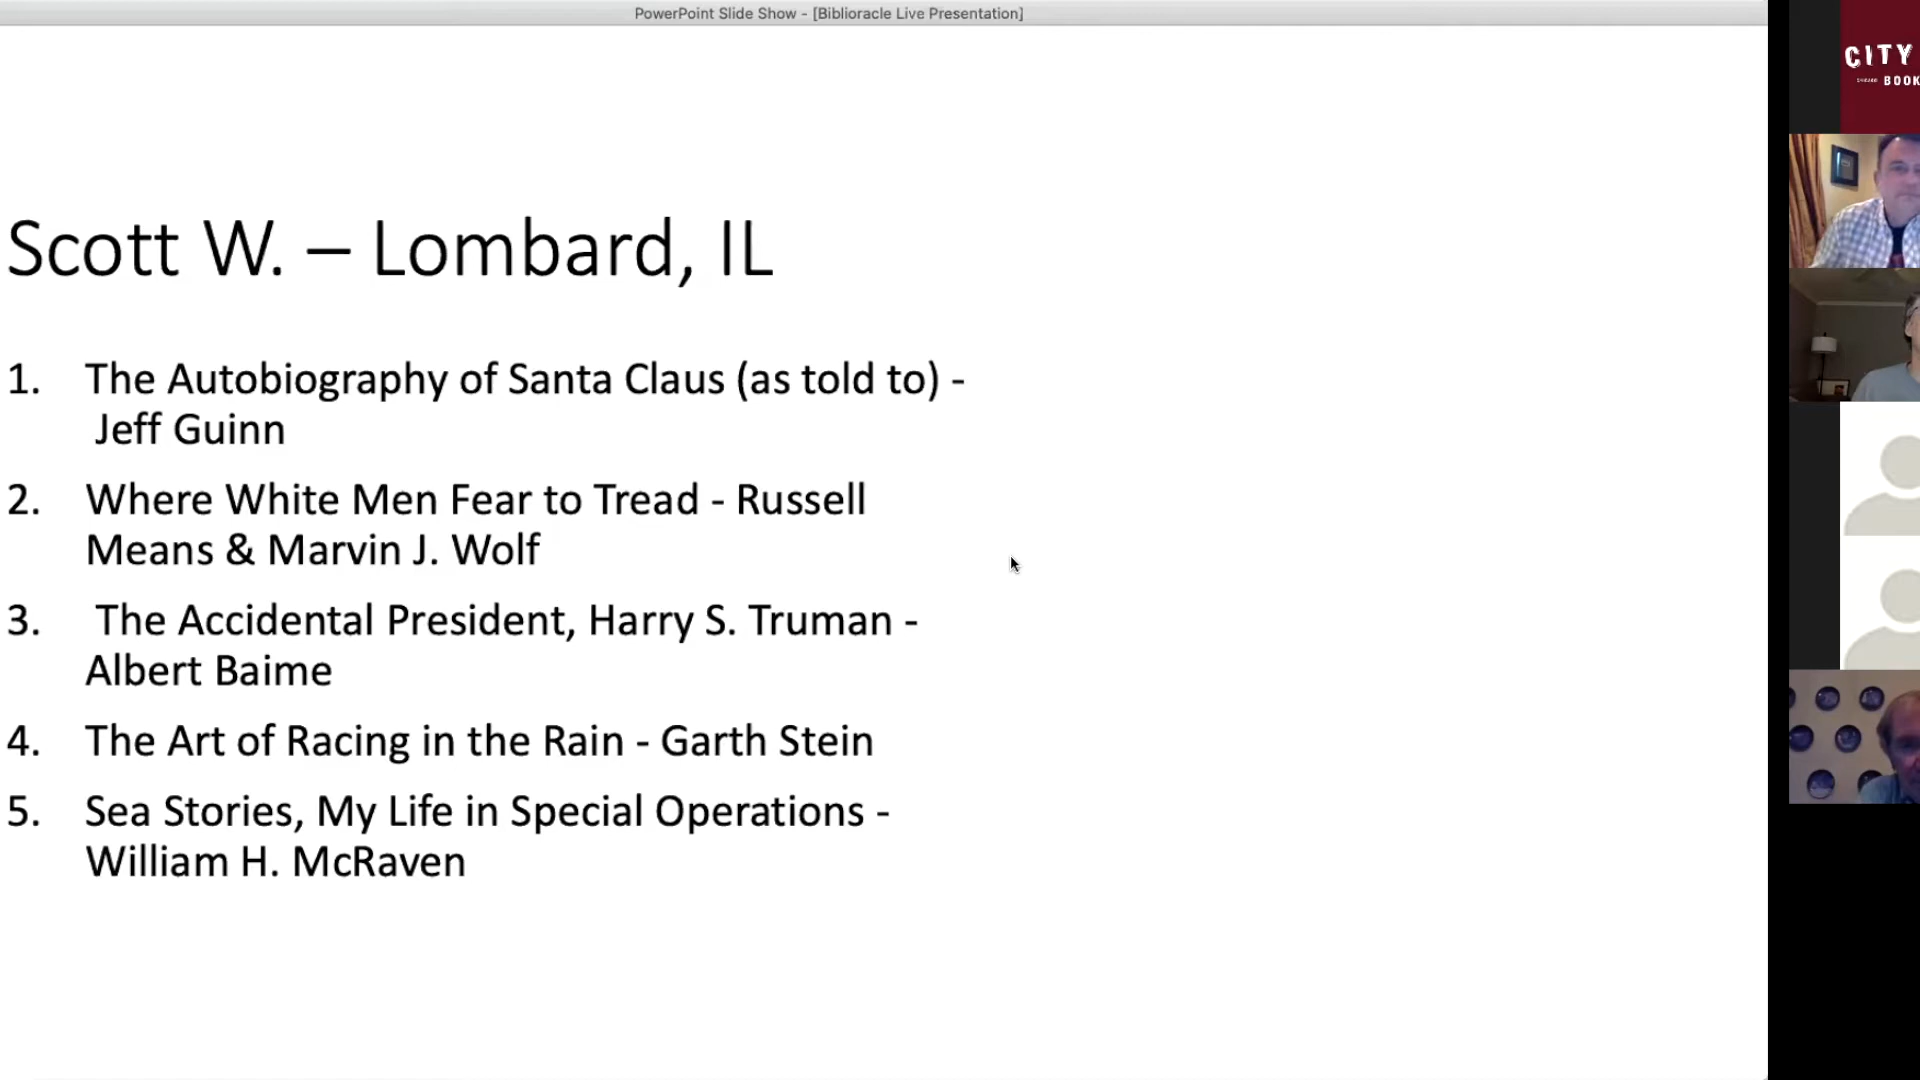 PowerPoint Slide Show - [Biblioracle Live Presentation]
CITY
BOOK
Scott W. – Lombard, IL
1. The Autobiography of Santa Claus (as told to) -
Jeff Guinn
2. Where White Men Fear to Tread - Russell
Means & Marvin J. Wolf
3. The Accidental President, Harry S. Truman -
Albert Baime
4. The Art of Racing in the Rain - Garth Stein
5. Sea Stories, My Life in Special Operations -
William H. McRaven